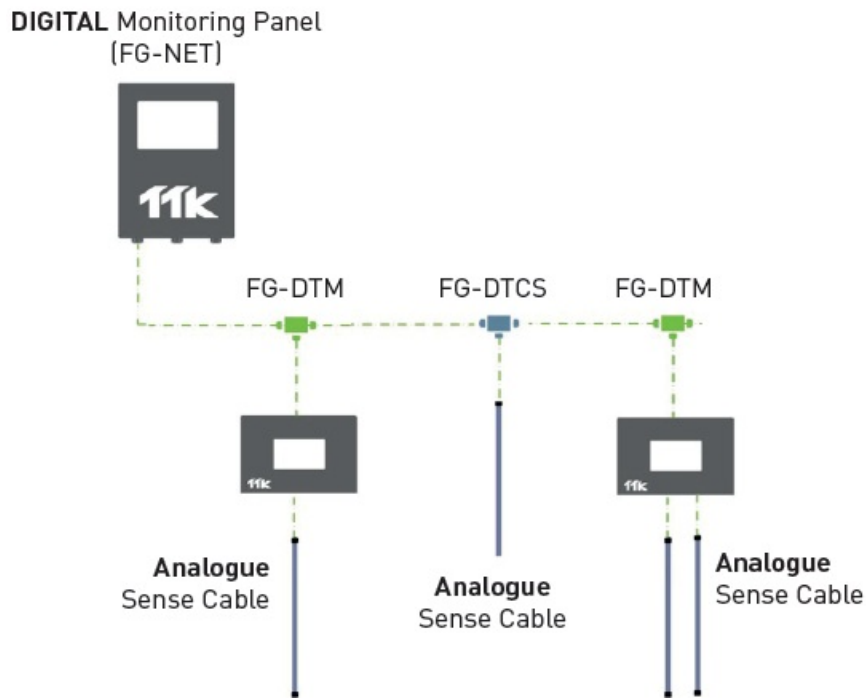 DIGITAL Monitoring Panel
(FG-NET)
TTK
FG-DTM
FG-DTCS
FG-DTM
TTK
TTK
Analogue
Sense Cable
Analogue
Sense Cable
Analogue
Sense Cable